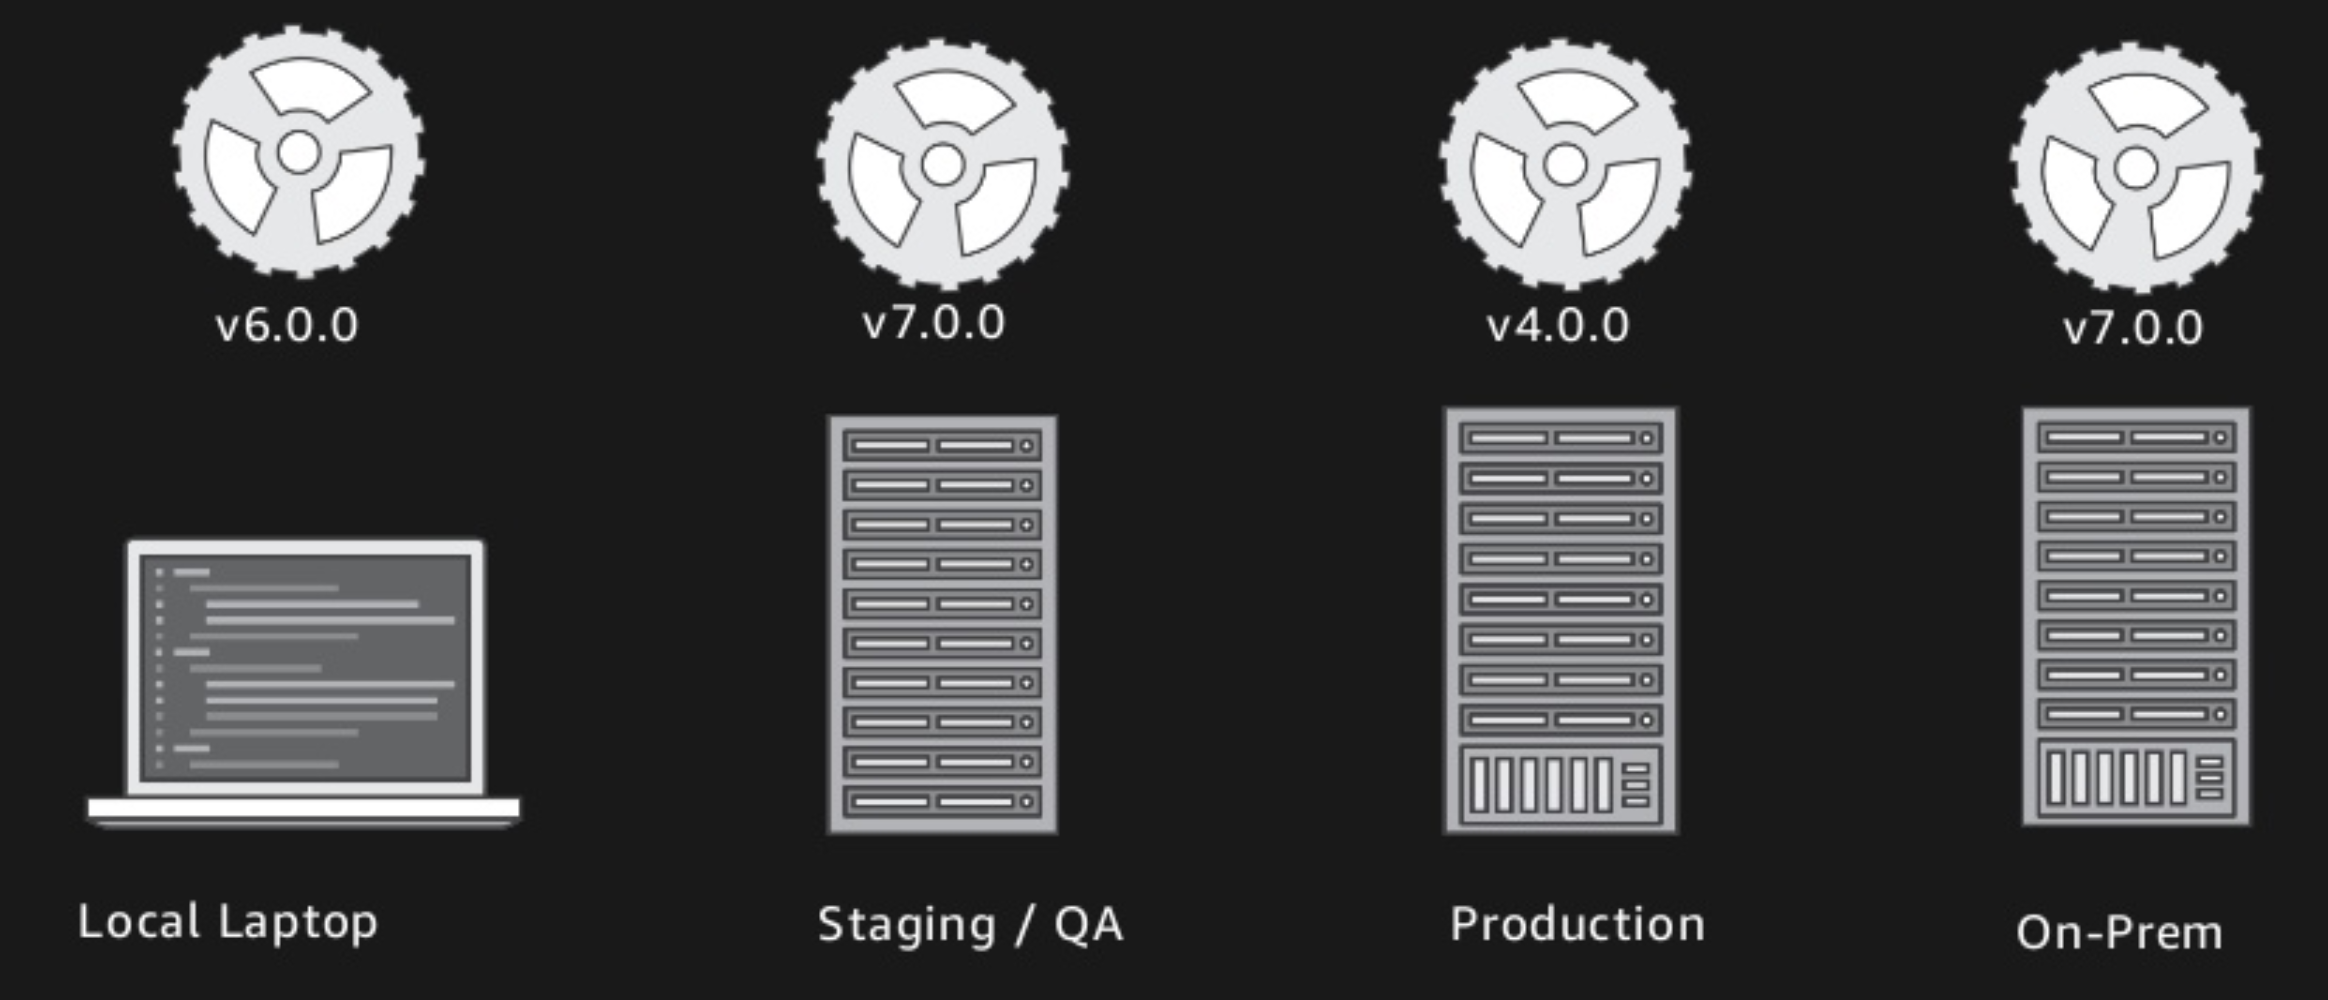 v6.0.0
v7.0.0
v4.0.0
v7.0.0
Local Laptop
Staging / QA
Production
On-Prem